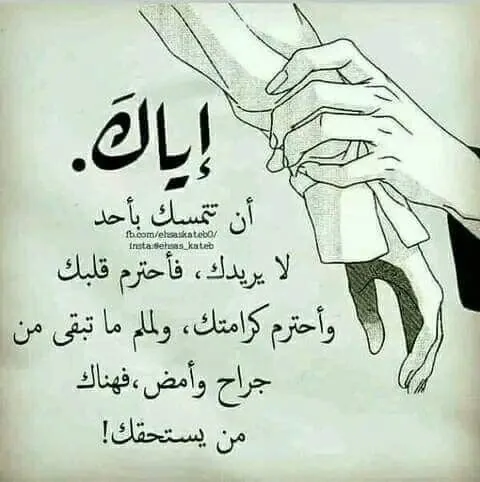 إياكَ.
أن تتمسك بأحد
fb.com/ehsaskateb0/
insta:@ehsas_kateb
لا يريدك، فأحترم قلبك
وأحترم كرامتك، ولملم ما تبقى من
جراح وأمض،فهناك
من يستحقك!